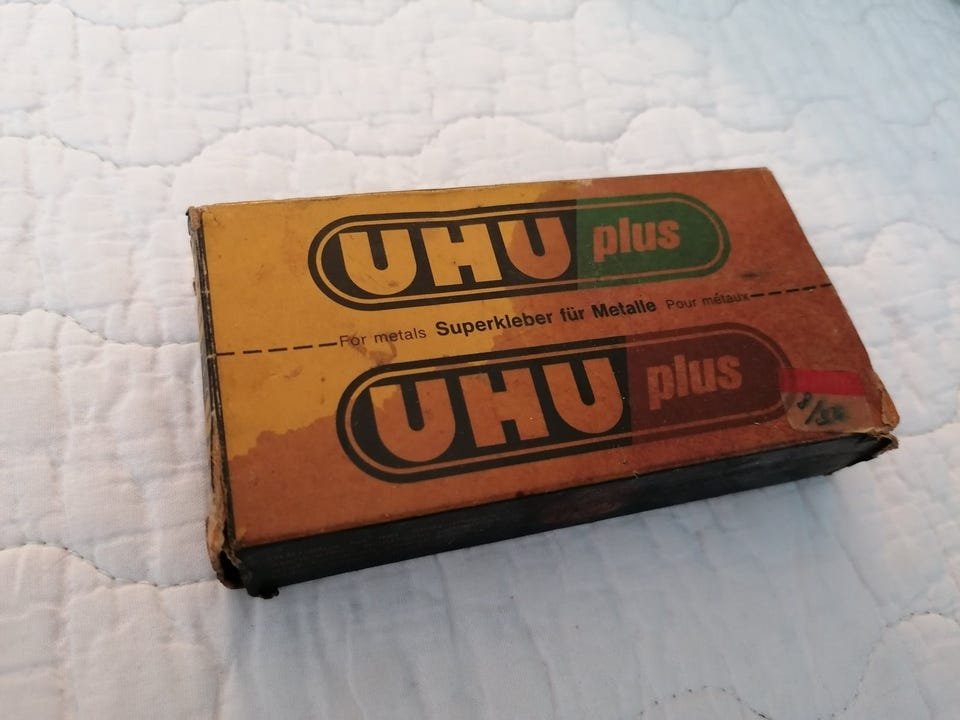 UHU plus
For metals Superkleber für Metalle Pour métaux
UHU plus